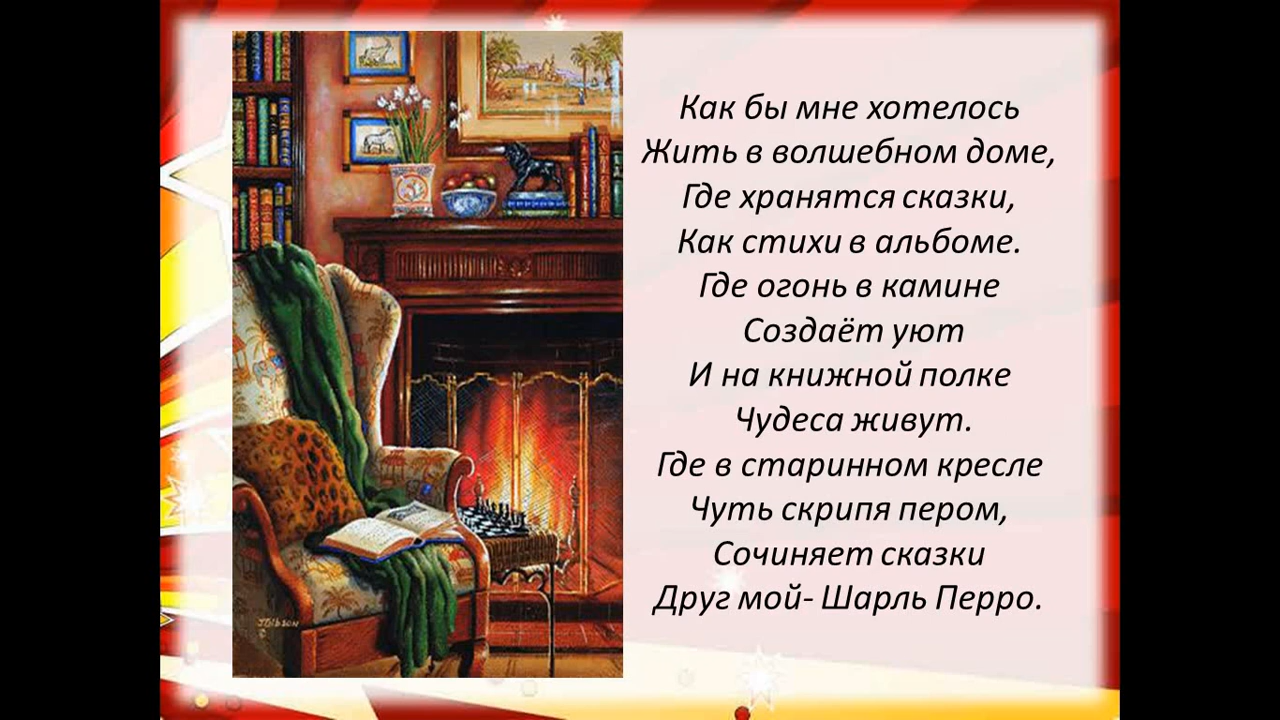 Как бы мне хотелось
Жить в волшебном доме,
Где хранятся сказки,
Как стихи в альбоме.
Где огонь в камине
Создаёт уют
И на книжной полке
Чудеса живут.
Где в старинном кресле
Чуть скрипя пером,
Сочиняет сказки
Друг мой- Шарль Перро.